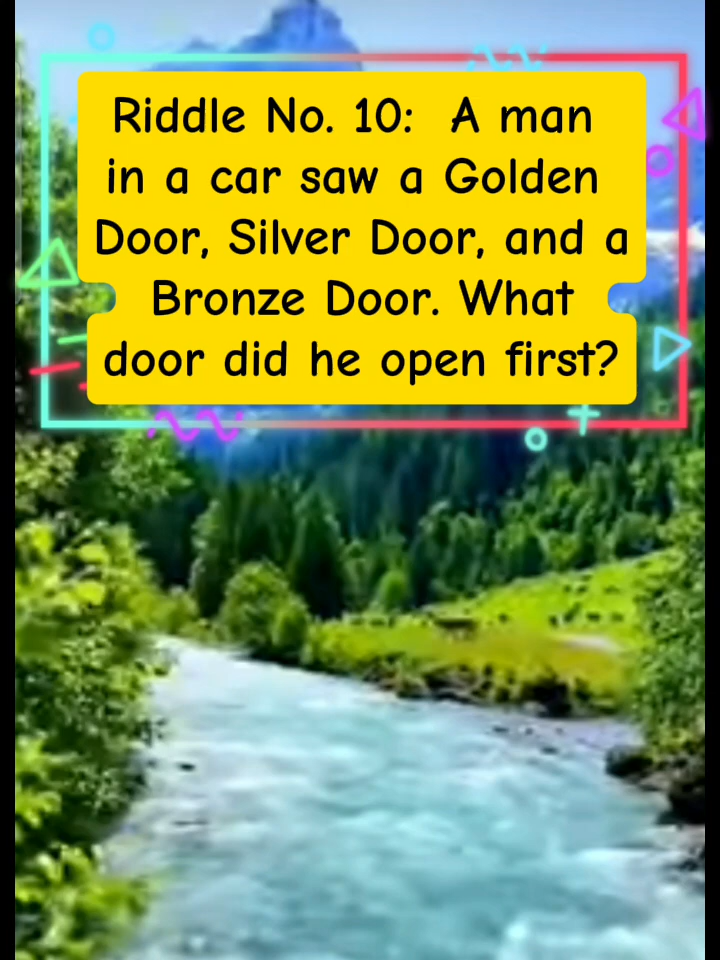 Riddle No. 10: A man
in a car saw a Golden
Door, Silver Door, and a
Bronze Door. What
door did he open first?